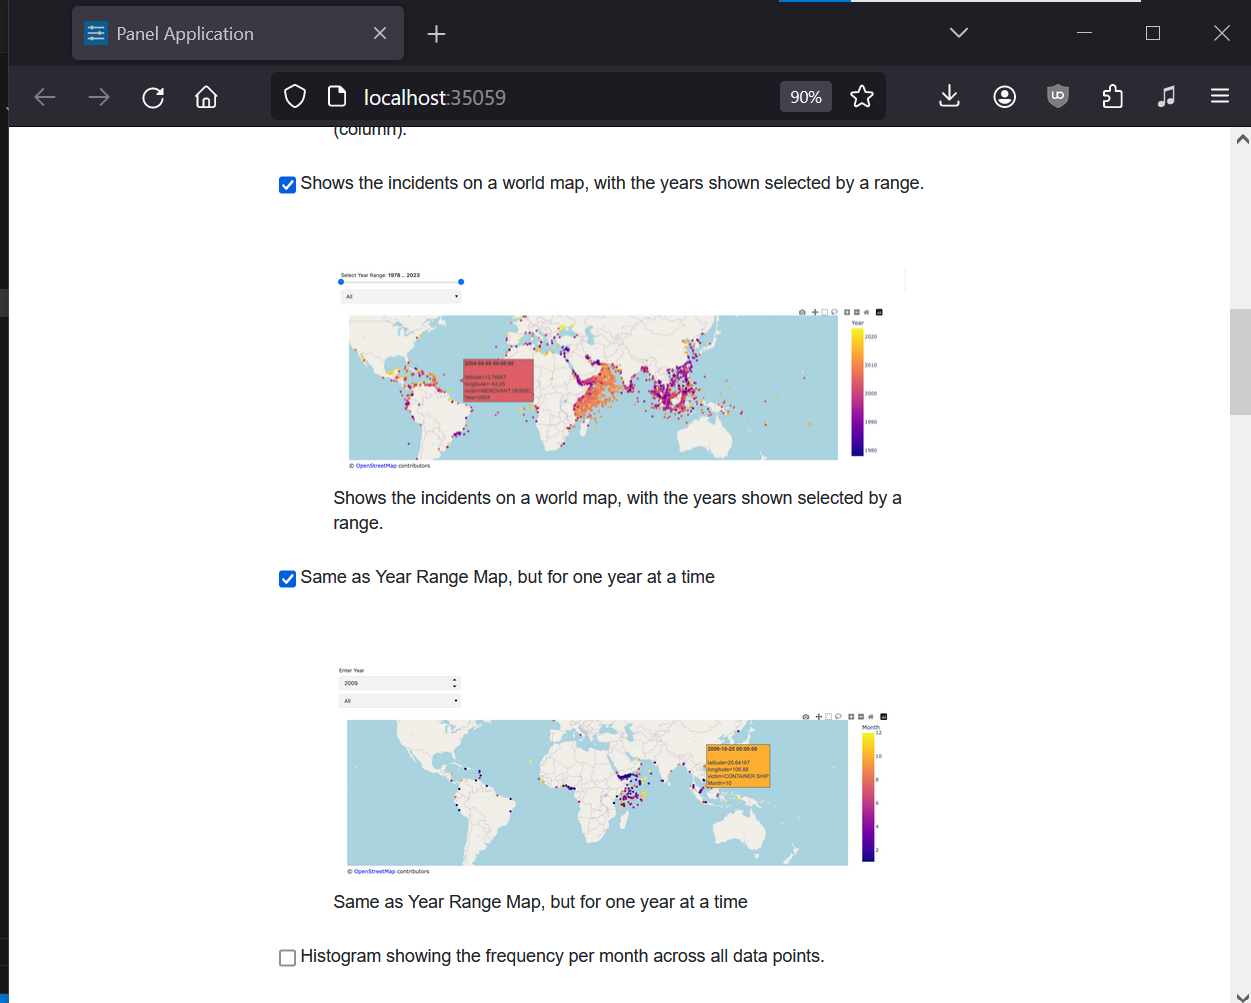 Panel Application
localhost:35059
90%
(column).
Shows the incidents on a world map, with the years shown selected by a range.
Select Year Range: 1978 .. 2023
All
Year
2020
2010
2000
1990
1980
2004-09-09 00:00:00
latitude=13.76667
longitude=-42.45
victim=MERCHANT VESSEL
Year=2004
© OpenStreetMap contributors
Shows the incidents on a world map, with the years shown selected by a
range.
Same as Year Range Map, but for one year at a time
Enter Year
2009
All
Month
12
10
8
6
4
2
2009-10-25 00:00:00
latitude=20.64167
longitude=108.88
victim=CONTAINER SHIP
Month=10
© OpenStreetMap contributors
Same as Year Range Map, but for one year at a time
Histogram showing the frequency per month across all data points.